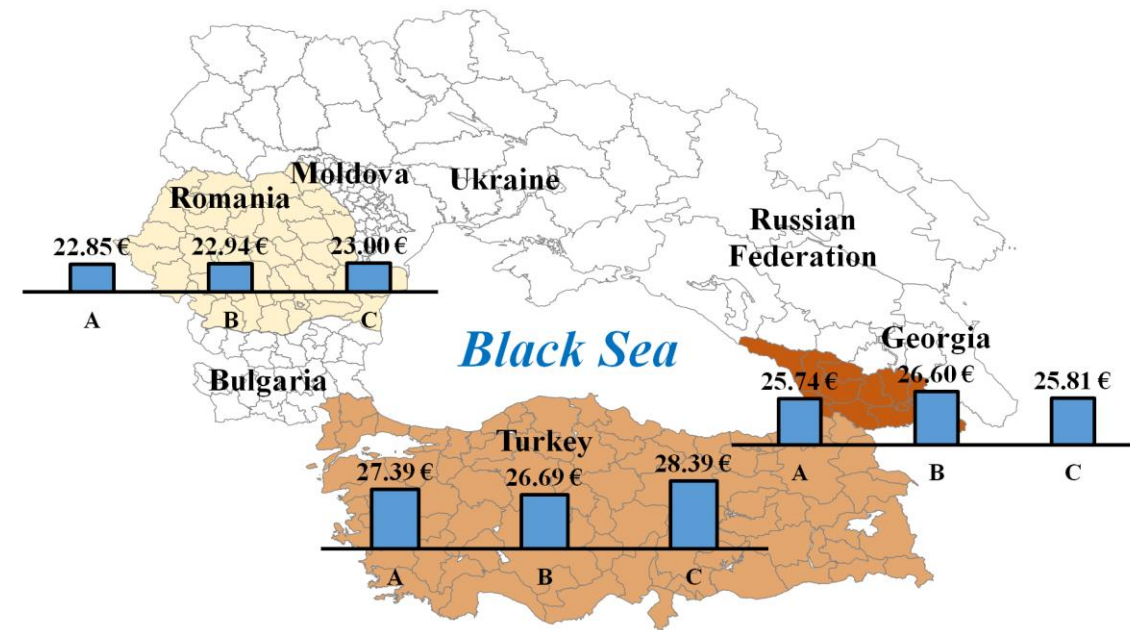 Moldova
Ukraine
Romania
Russian
Federation
22.85 €
22.94 €
23.00 €
A
B
C
Black Sea
Georgia
Bulgaria
25.74 €
26.60 €
25.81 €
Turkey
A
B
C
27.39 €
26.69 €
28.39 €
A
B
C